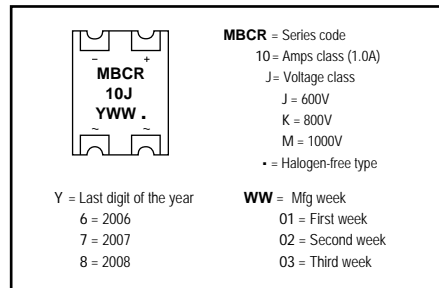 − +
MBCR
10J
YWW .
~ ~
MBCR = Series code
10 = Amps class (1.0A)
J = Voltage class
J = 600V
K = 800V
M = 1000V
▪ = Halogen-free type
Y = Last digit of the year
6 = 2006
7 = 2007
8 = 2008
WW = Mfg week
01 = First week
02 = Second week
03 = Third week